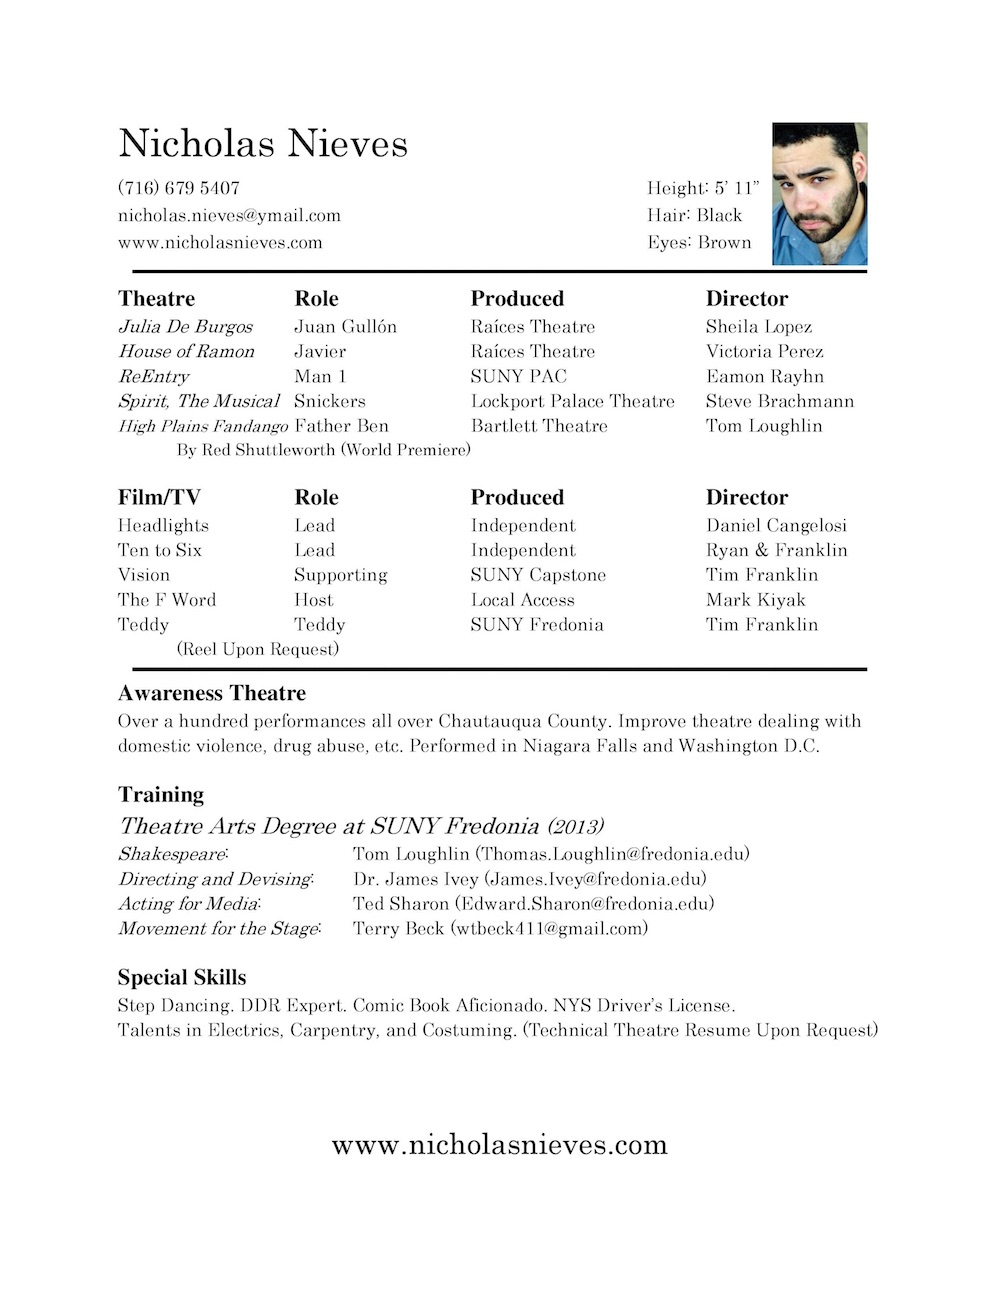 Nicholas Nieves
(716) 679 5407
nicholas.nieves@ymail.com
www.nicholasnieves.com
Height: 5' 11"
Hair: Black
Eyes: Brown
Theatre Role Produced Director
Julia De Burgos Juan Gullón Raíces Theatre Sheila Lopez
House of Ramon Javier Raíces Theatre Victoria Perez
ReEntry Man 1 SUNY PAC Eamon Rayhn
Spirit, The Musical Snickers Lockport Palace Theatre Steve Brachmann
High Plains Fandango Father Ben Bartlett Theatre Tom Loughlin
By Red Shuttleworth (World Premiere)
Film/TV Role Produced Director
Headlights Lead Independent Daniel Cangelosi
Ten to Six Lead Independent Ryan & Franklin
Vision Supporting SUNY Capstone Tim Franklin
The F Word Host Local Access Mark Kiyak
Teddy Teddy SUNY Fredonia Tim Franklin
(Reel Upon Request)
Awareness Theatre
Over a hundred performances all over Chautauqua County. Improve theatre dealing with
domestic violence, drug abuse, etc. Performed in Niagara Falls and Washington D.C.
Training
Theatre Arts Degree at SUNY Fredonia (2013)
Shakespeare: Tom Loughlin (Thomas.Loughlin@fredonia.edu)
Directing and Devising: Dr. James Ivey (James.Ivey@fredonia.edu)
Acting for Media: Ted Sharon (Edward.Sharon@fredonia.edu)
Movement for the Stage: Terry Beck (wtbeck411@gmail.com)
Special Skills
Step Dancing. DDR Expert. Comic Book Aficionado. NYS Driver's License.
Talents in Electrics, Carpentry, and Costuming. (Technical Theatre Resume Upon Request)
www.nicholasnieves.com